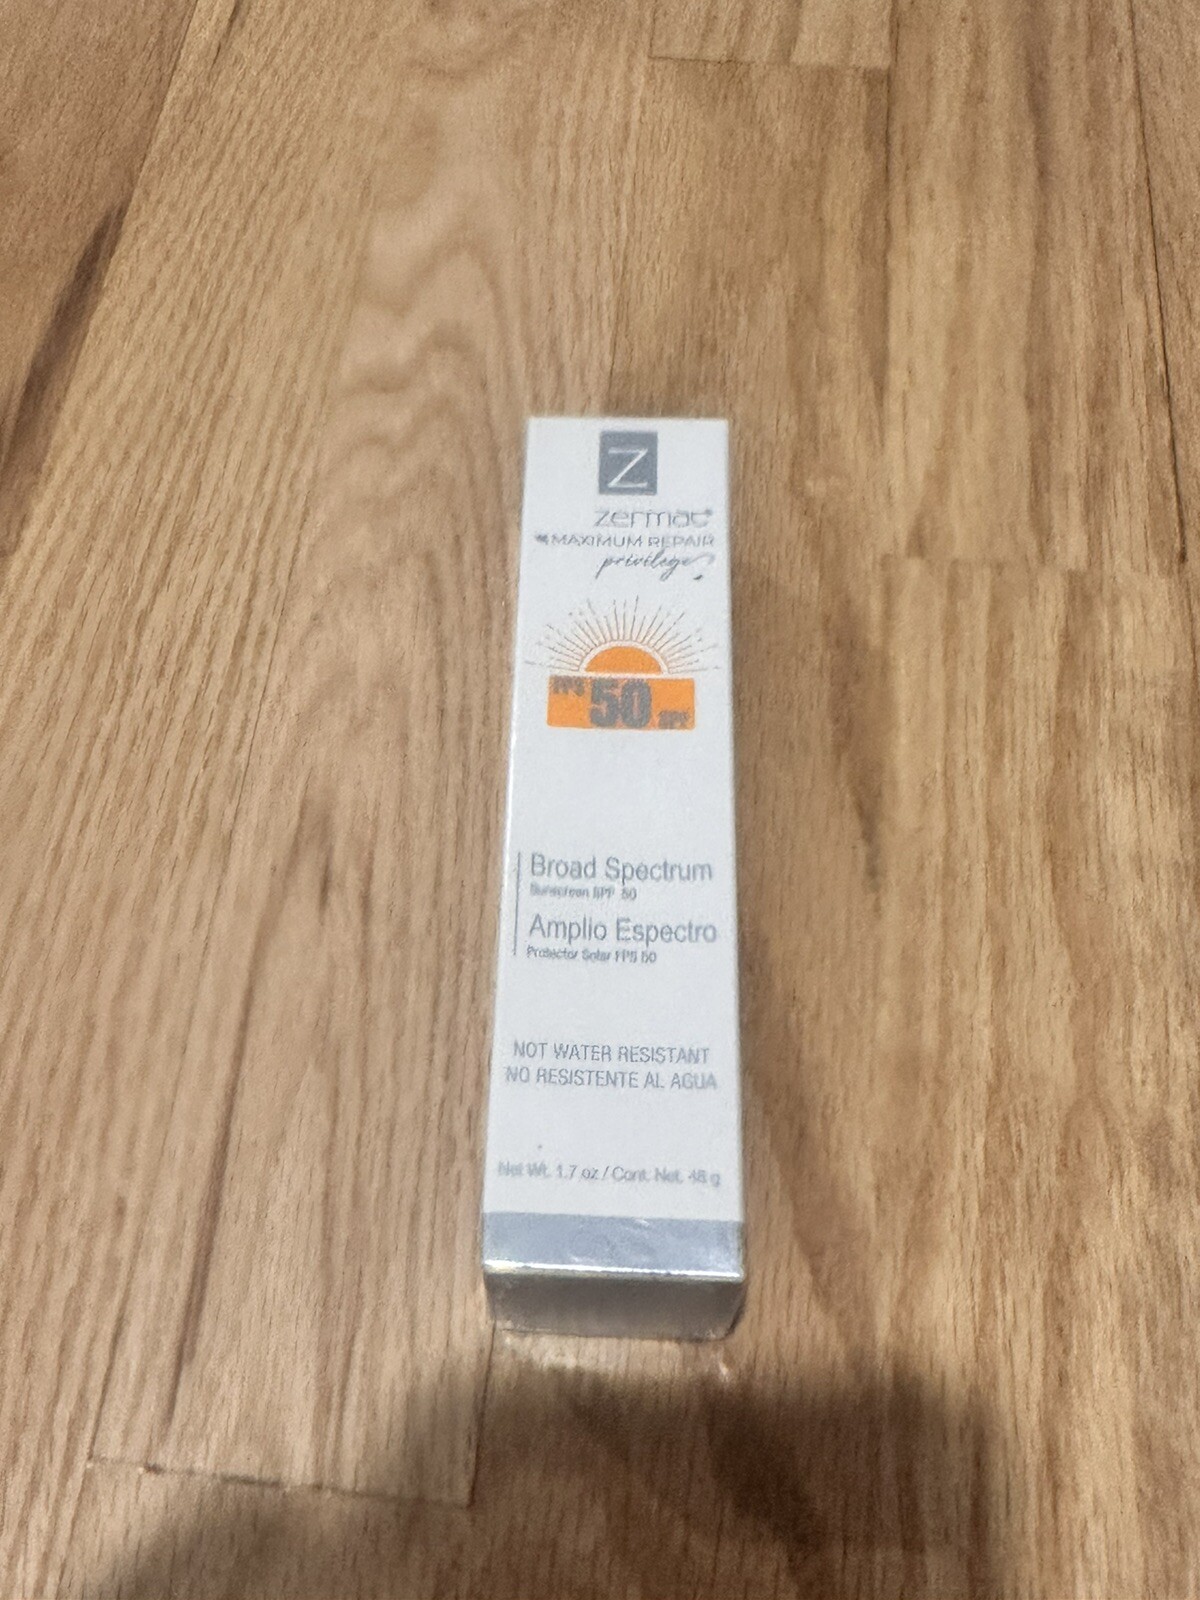 Z
zermat®
MAXIMUM REPAIR
privilege
FPS 50 SPF
Broad Spectrum
Sunscreen SPF 50
Amplio Espectro
Protector Solar FPS 50
NOT WATER RESISTANT
NO RESISTENTE AL AGUA
Net Wt. 1.7 oz / Cont. Net. 48 g